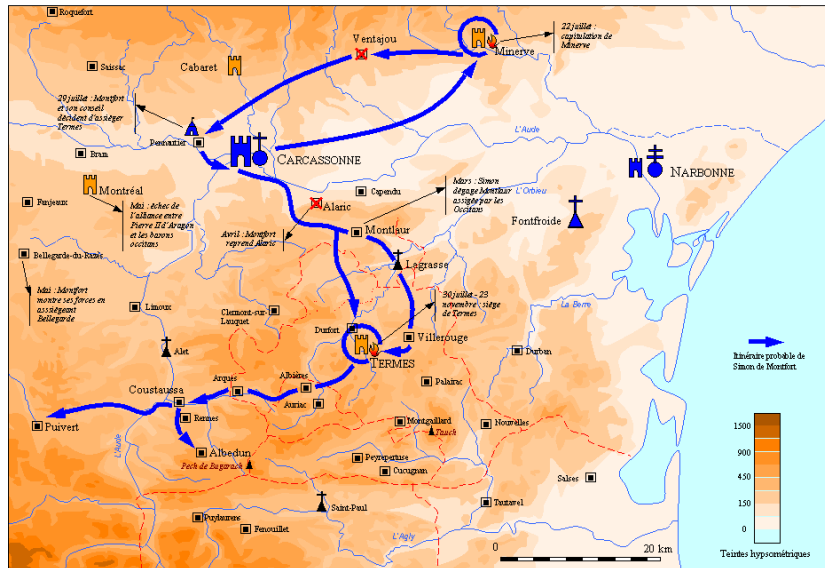 Roquefort
22 juillet :
capitulation de
Minerve
Ventajou
Minerve
Saissac
Cabaret
29 juillet : Montfort
et son conseil
décident d'assiéger
Termes
L'Aude
Pennautier
Bram
CARCASSONNE
NARBONNE
Montréal
Capendu
Mars : Simon
dégage Montlaur
assiégée par les
Occitans
L'Orbieu
Fanjeaux
Alaric
Mai : échec de
l'alliance entre
Pierre II d'Aragon
et les barons
occitans
Avril : Montfort
reprend Alaric
Montlaur
Fontfroide
Bellegarde-du-Razès
Lagrasse
Mai : Montfort
montre ses forces en
asssiégeant
Bellegarde
Limoux
Clermont-sur-
Lauquet
30 juillet - 23
novembre : siège
de Termes
La Berre
Durfort
Villerouge
Itinéraire probable de
Simon de Montfort.
Alet
TERMES
Durban
Albières
Palairac
Arques
Coustaussa
Auriac
Rennes
Montgaillard
Nouvelles
Tauch
Puivert
L'Aude
Albedun
Pech de Bugarach
Peyrepertuse
Cucugnan
Salses
Saint-Paul
Tautavel
Puylaurens
Fenouillet
L'Agly
0
20 km
1500
900
450
150
0
Teintes hypsométriques